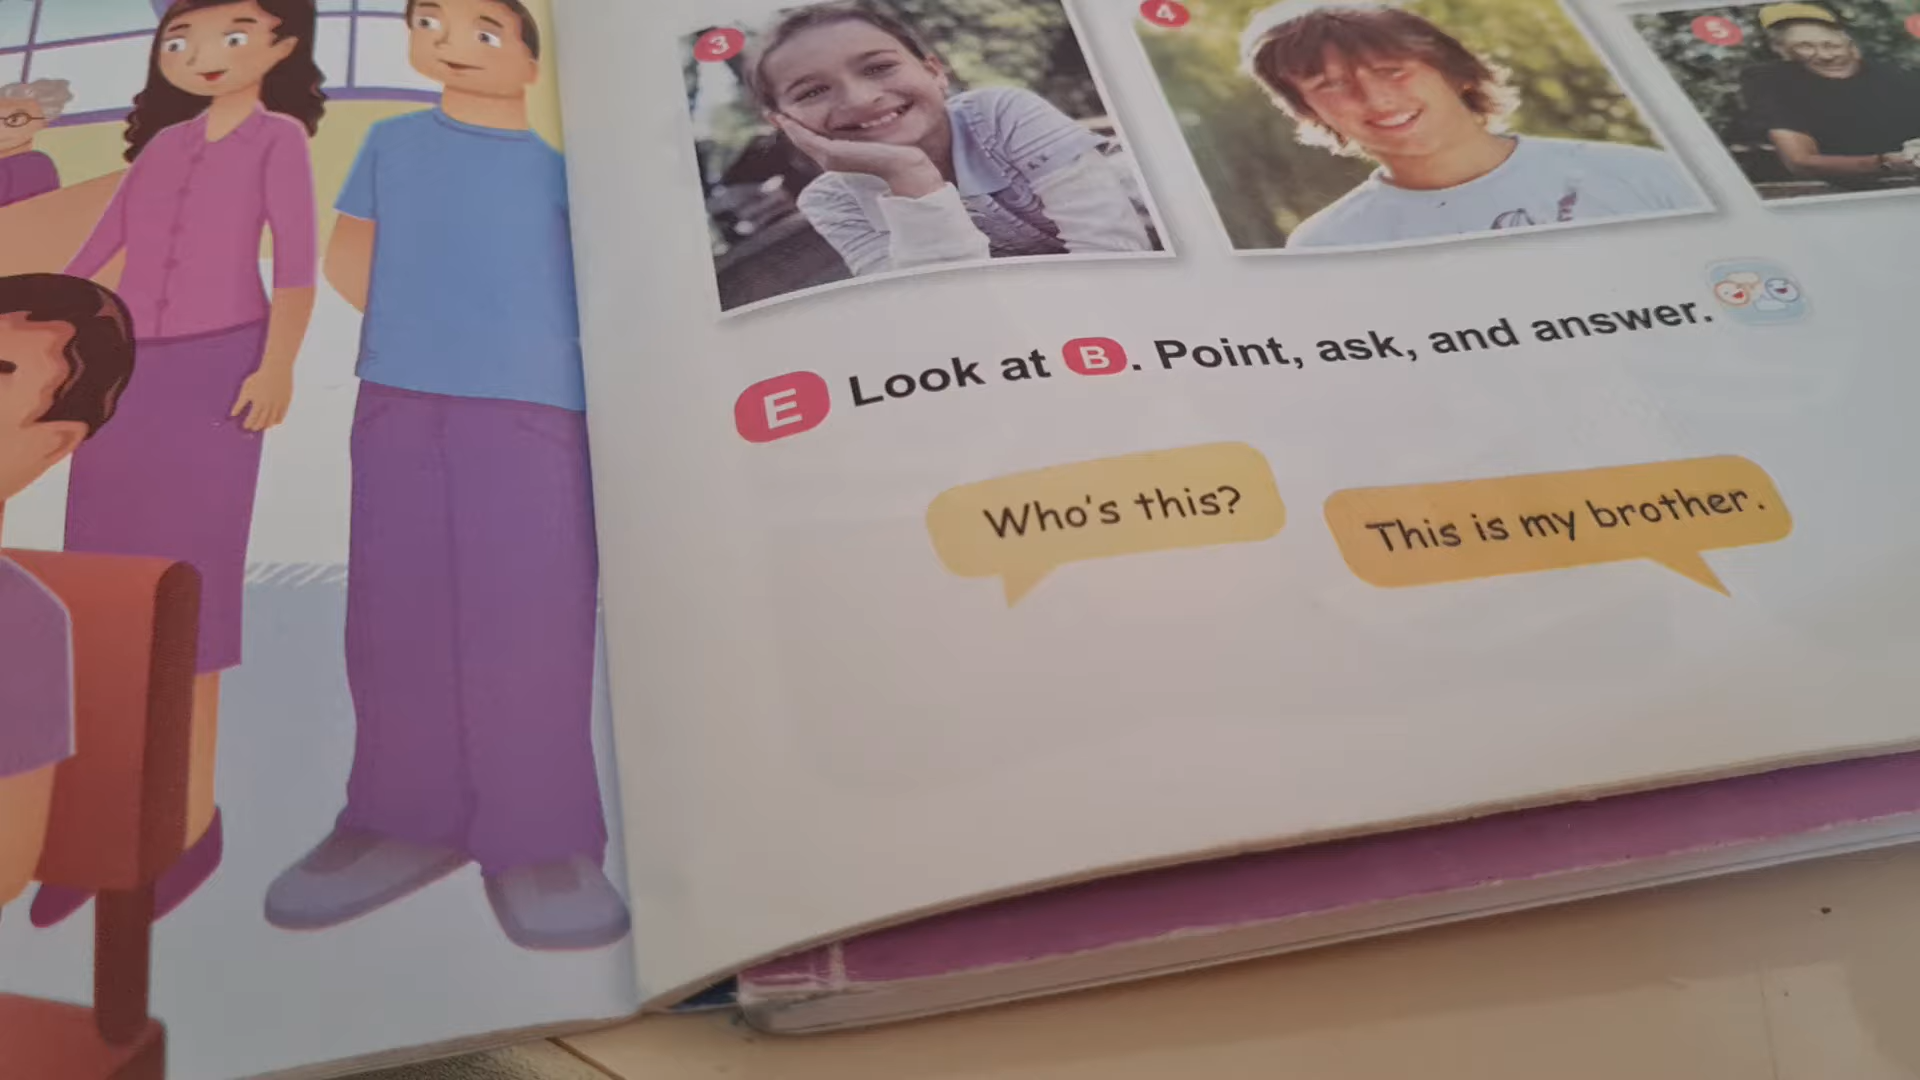 3
4
5
E Look at B. Point, ask, and answer.
Who's this?
This is my brother.